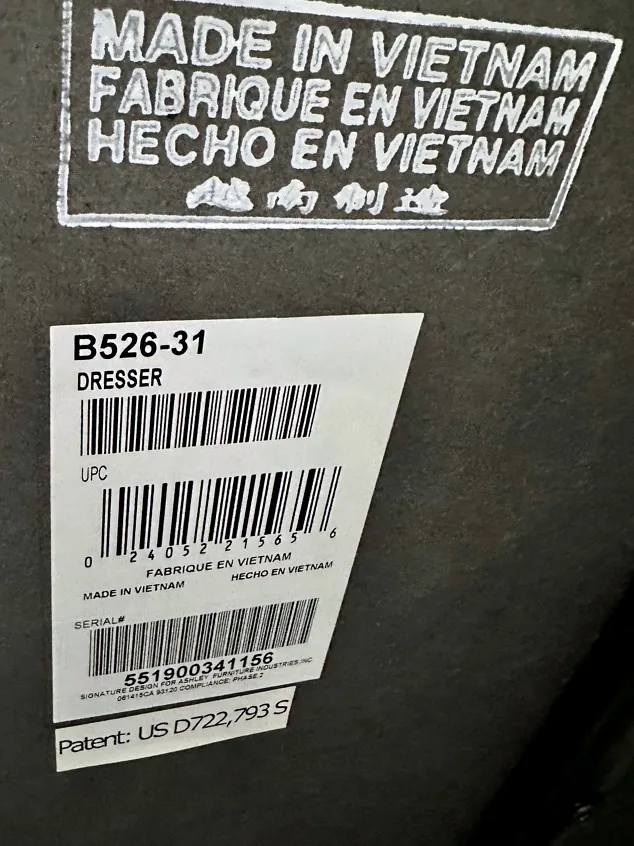 MADE IN VIETNAM
FABRIQUE EN VIETNAM
HECHO EN VIETNAM
越南制造
B526-31
DRESSER
UPC
0 24052 21565 6
FABRIQUE EN VIETNAM
MADE IN VIETNAM HECHO EN VIETNAM
SERIAL#
551900341156
SIGNATURE DESIGN FOR ASHLEY FURNITURE INDUSTRIES,INC
061415CA 93120 COMPLIANCE: PHASE 2
Patent: US D722,793 S